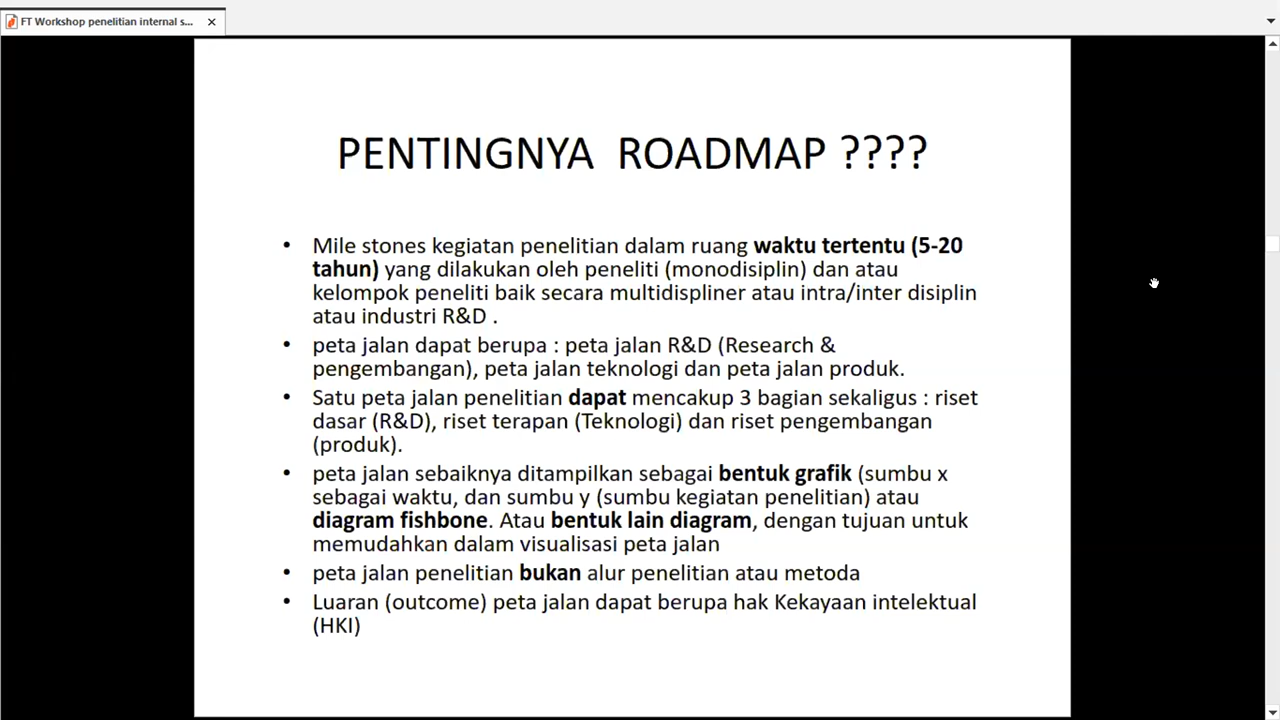 FT Workshop penelitian internal s...
PENTINGNYA ROADMAP ????
• Mile stones kegiatan penelitian dalam ruang waktu tertentu (5-20
tahun) yang dilakukan oleh peneliti (monodisiplin) dan atau
kelompok peneliti baik secara multidispliner atau intra/inter disiplin
atau industri R&D .
• peta jalan dapat berupa : peta jalan R&D (Research &
pengembangan), peta jalan teknologi dan peta jalan produk.
• Satu peta jalan penelitian dapat mencakup 3 bagian sekaligus : riset
dasar (R&D), riset terapan (Teknologi) dan riset pengembangan
(produk).
• peta jalan sebaiknya ditampilkan sebagai bentuk grafik (sumbu x
sebagai waktu, dan sumbu y (sumbu kegiatan penelitian) atau
diagram fishbone. Atau bentuk lain diagram, dengan tujuan untuk
memudahkan dalam visualisasi peta jalan
• peta jalan penelitian bukan alur penelitian atau metoda
• Luaran (outcome) peta jalan dapat berupa hak Kekayaan intelektual
(HKI)